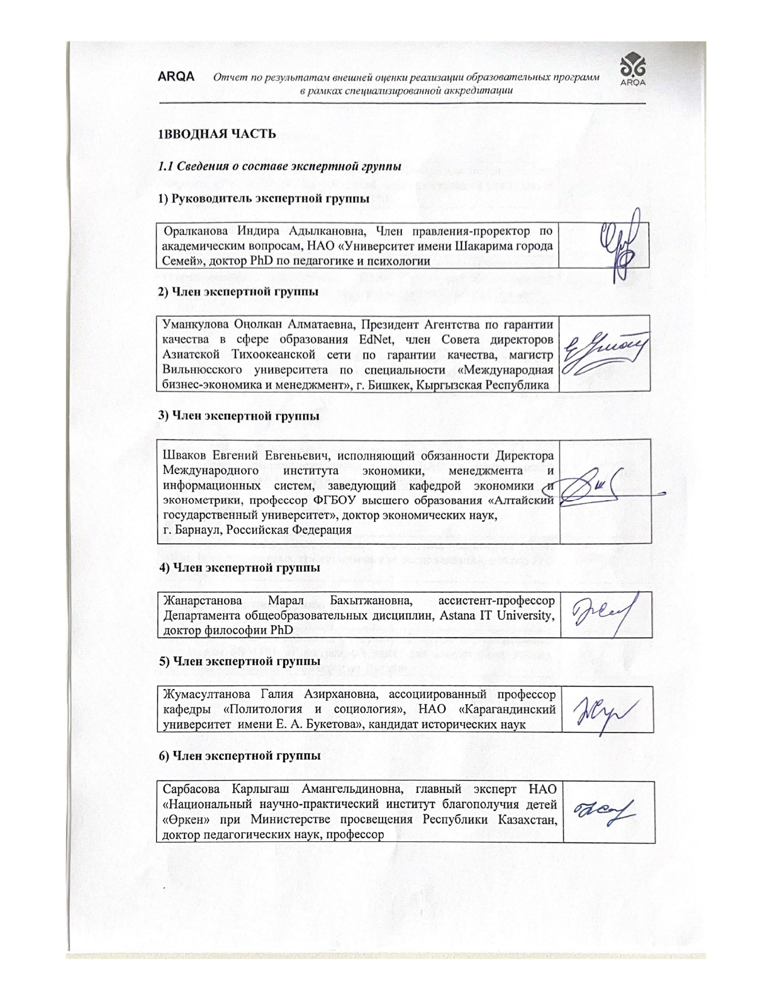 ARQA Отчет по результатам внешней оценки реализации образовательных программ
в рамках специализированной аккредитации
ARQA
1ВВОДНАЯ ЧАСТЬ
1.1 Сведения о составе экспертной группы
1) Руководитель экспертной группы
Оралканова Индира Адылкановна, Член правления-проректор по
академическим вопросам, НАО «Университет имени Шакарима города
Семей», доктор PhD по педагогике и психологии
2) Член экспертной группы
Уманкулова Оңолкан Алматаевна, Президент Агентства по гарантии
качества в сфере образования EdNet, член Совета директоров
Азиатской Тихоокеанской сети по гарантии качества, магистр
Вильнюсского университета по специальности «Международная
бизнес-экономика и менеджмент», г. Бишкек, Кыргызская Республика
3) Член экспертной группы
Шваков Евгений Евгеньевич, исполняющий обязанности Директора
Международного института экономики, менеджмента и
информационных систем, заведующий кафедрой экономики и
эконометрики, профессор ФГБОУ высшего образования «Алтайский
государственный университет», доктор экономических наук,
г. Барнаул, Российская Федерация
4) Член экспертной группы
Жанарстанова Марал Бахытжановна, ассистент-профессор
Департамента общеобразовательных дисциплин, Astana IT University,
доктор философии PhD
5) Член экспертной группы
Жумасултанова Галия Азирхановна, ассоциированный профессор
кафедры «Политология и социология», НАО «Карагандинский
университет имени Е. А. Букетова», кандидат исторических наук
6) Член экспертной группы
Сарбасова Карлыгаш Амангельдиновна, главный эксперт НАО
«Национальный научно-практический институт благополучия детей
«Өркен» при Министерстве просвещения Республики Казахстан,
доктор педагогических наук, профессор